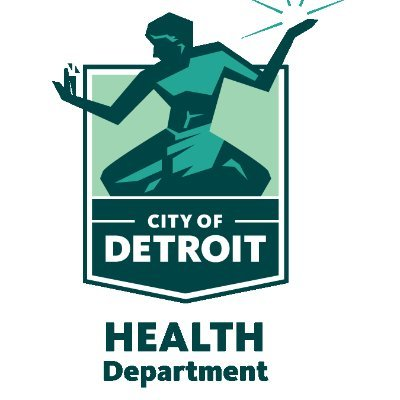 CITY OF
DETROIT
HEALTH
Department